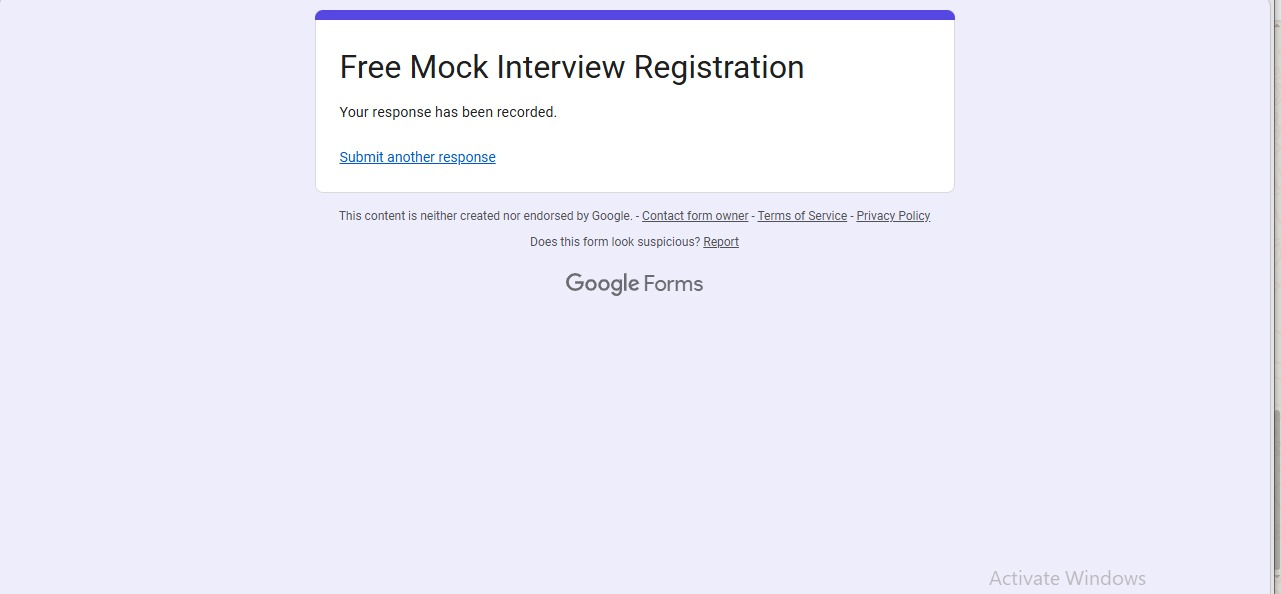 Free Mock Interview Registration
Your response has been recorded.
Submit another response
This content is neither created nor endorsed by Google. - Contact form owner - Terms of Service - Privacy Policy
Does this form look suspicious? Report
Google Forms
Activate Windows